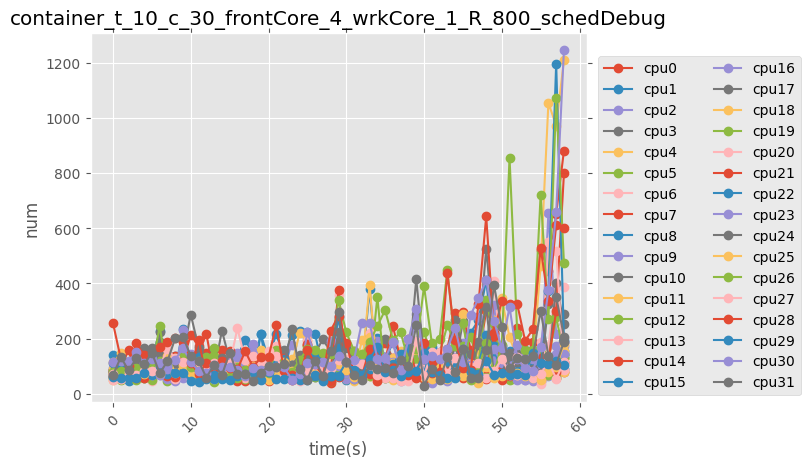 container_t_10_c_30_frontCore_4_wrkCore_1_R_800_schedDebug
num
1200
1000
800
600
400
200
0
0
10
20
30
40
50
60
time(s)
cpu0
cpu1
cpu2
cpu3
cpu4
cpu5
cpu6
cpu7
cpu8
cpu9
cpu10
cpu11
cpu12
cpu13
cpu14
cpu15
cpu16
cpu17
cpu18
cpu19
cpu20
cpu21
cpu22
cpu23
cpu24
cpu25
cpu26
cpu27
cpu28
cpu29
cpu30
cpu31